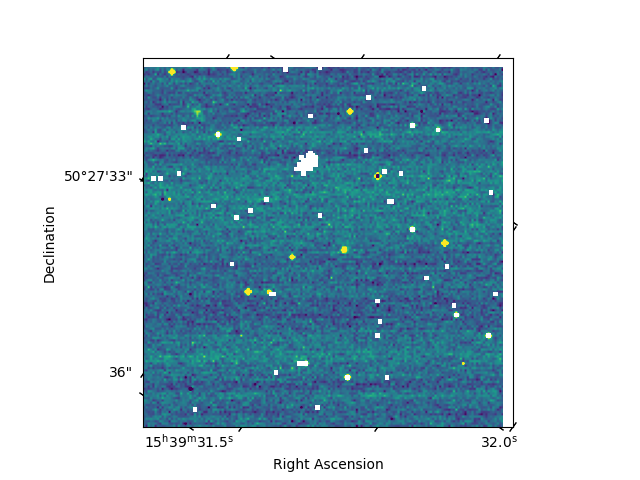 50°27'33"
Declination
36"
15ʰ39ᵐ31.5ˢ
32.0ˢ
Right Ascension